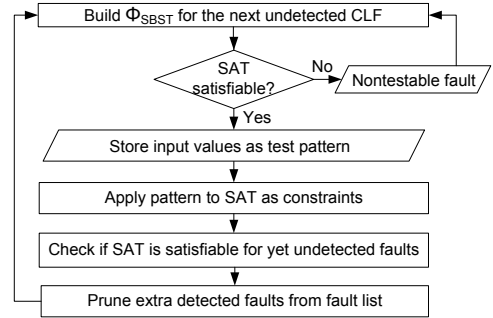 Build ΦSBST for the next undetected CLF
SAT
satisfiable?
No
Nontestable fault
Yes
Store input values as test pattern
Apply pattern to SAT as constraints
Check if SAT is satisfiable for yet undetected faults
Prune extra detected faults from fault list